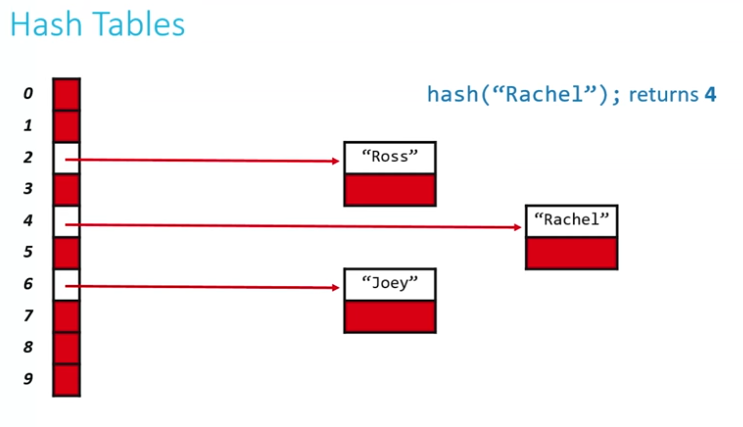 Hash Tables
hash(“Rachel”); returns 4
0
1
2
“Ross”
3
4
“Rachel”
5
6
“Joey”
7
8
9